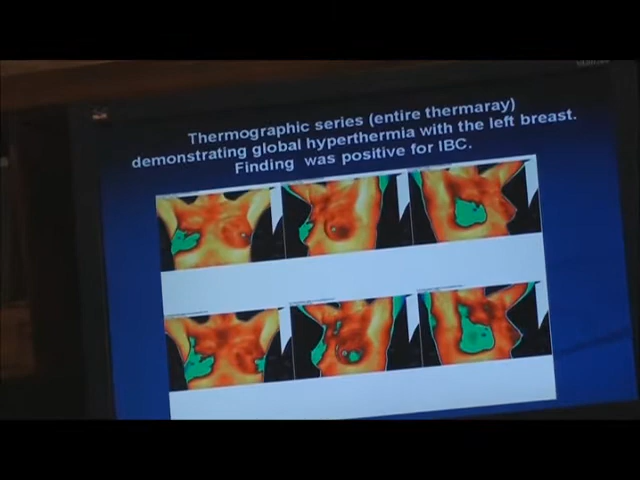 Thermographic series (entire thermaray)
demonstrating global hyperthermia with the left breast.
Finding was positive for IBC.